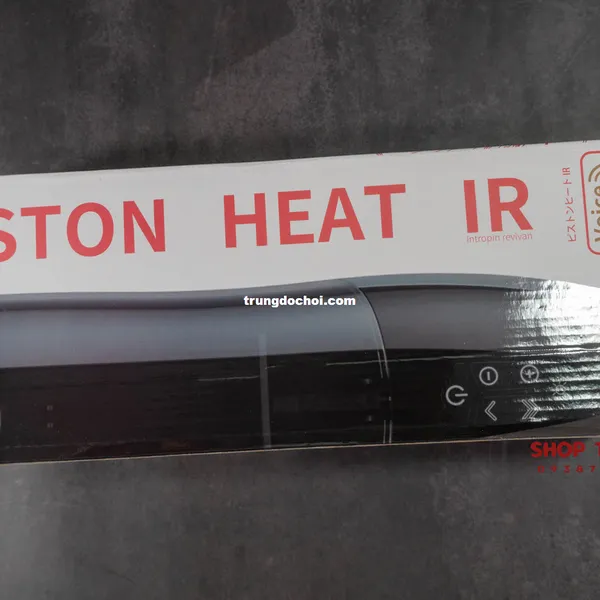 STON HEAT IR
intropin revivan
ピストンヒート IR
Voice
trungdochoi.com
SHOP T